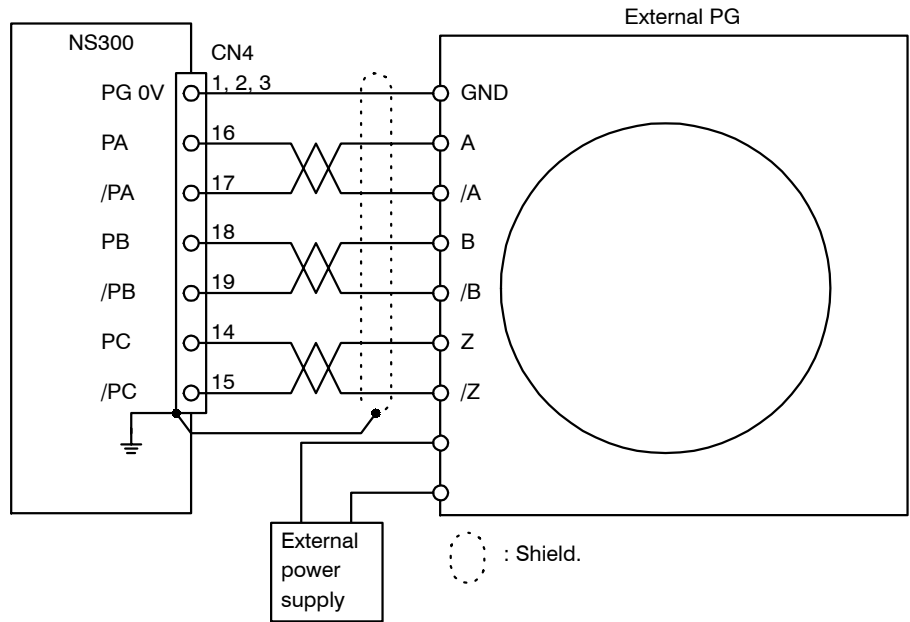 External PG
NS300
CN4
PG 0V 1, 2, 3 GND
PA 16 A
/PA 17 /A
PB 18 B
/PB 19 /B
PC 14 Z
/PC 15 /Z
External
power
supply
: Shield.